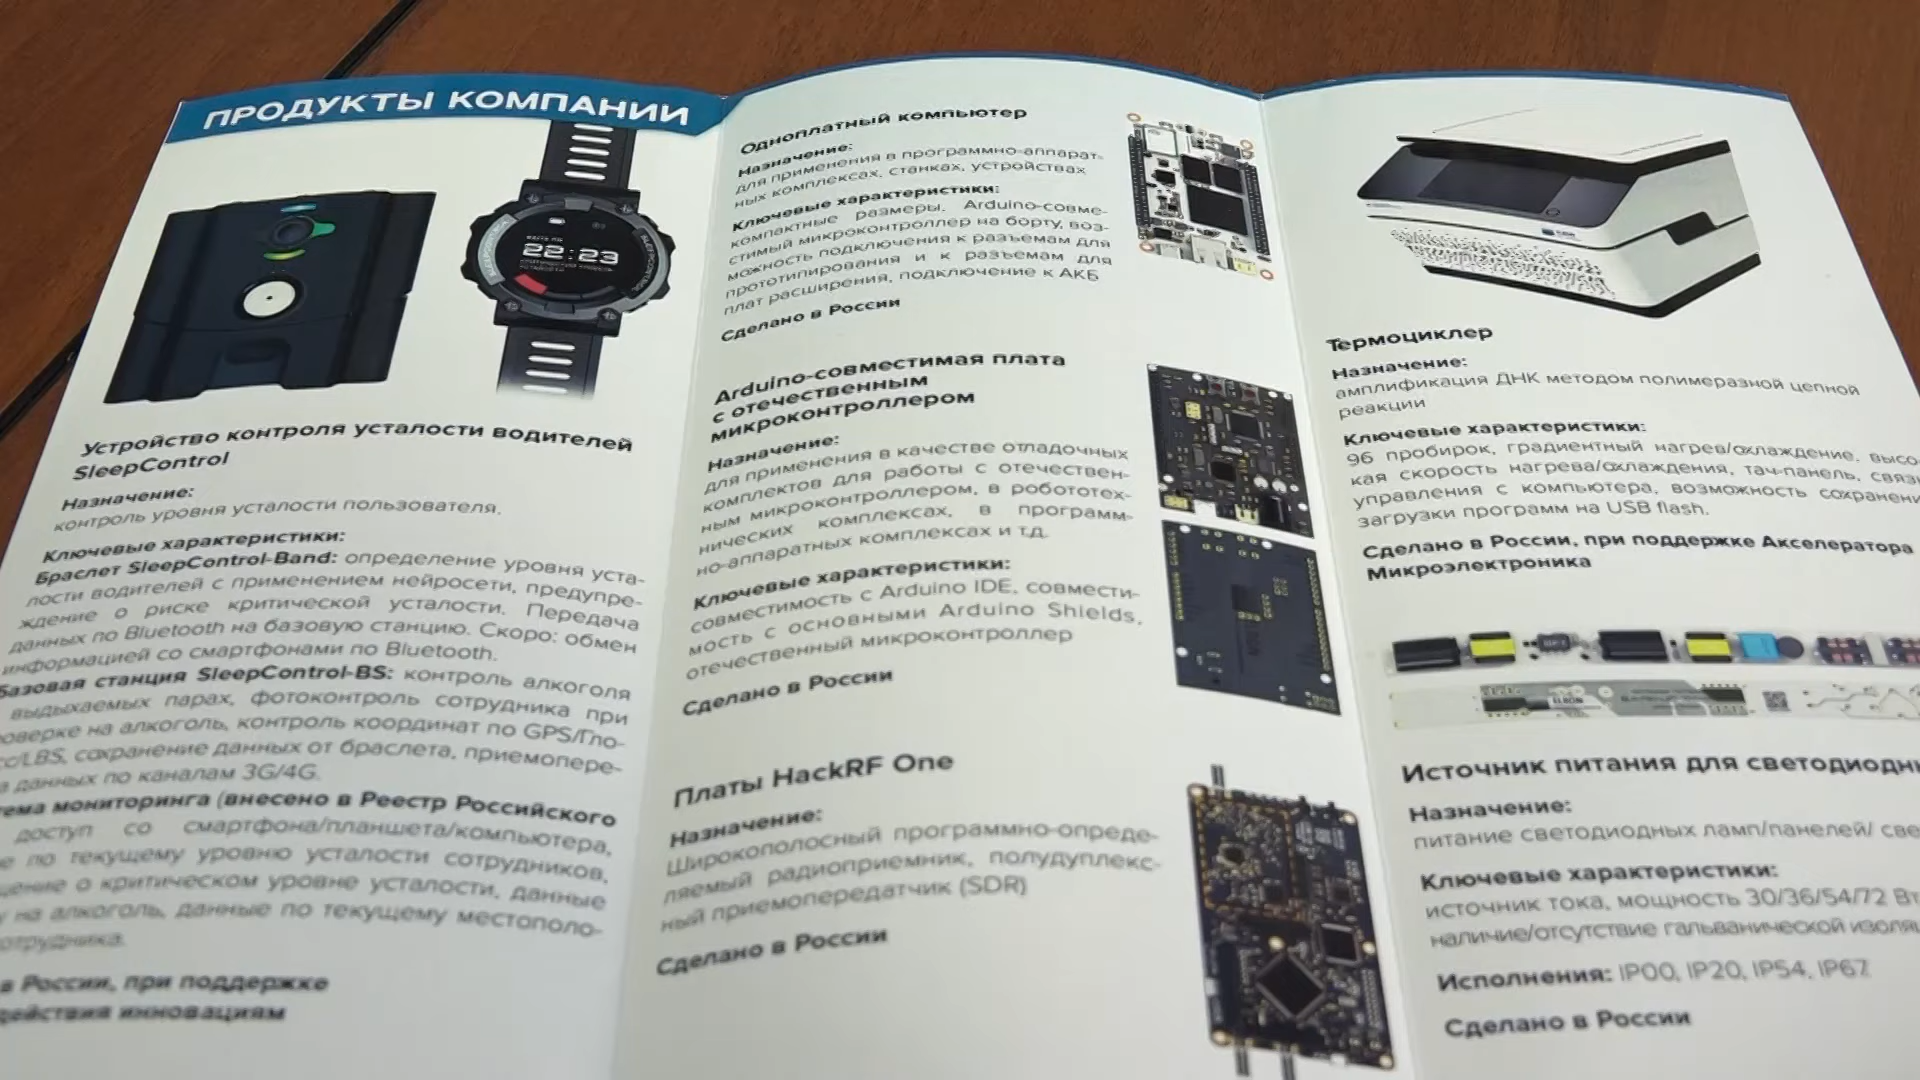 ПРОДУКТЫ КОМПАНИИ
22:23
Устройство контроля усталости водителей
SleepControl
Назначение:
контроль уровня усталости пользователя.
Ключевые характеристики:
Браслет SleepControl-Band: определение уровня уста-
лости водителей с применением нейросети, предупре-
ждение о риске критической усталости. Передача
данных по Bluetooth на базовую станцию. Скоро: обмен
информацией со смартфонами по Bluetooth.
Базовая станция SleepControl-BS: контроль алкоголя
выдыхаемых парах, фотоконтроль сотрудника при
контроль координат по GPS/Гло-
сс/LBS, сохранение данных от браслета, приемопере-
данных по каналам 3G/4G.
мониторинга (внесено в Реестр Российского
доступ со смартфона/планшета/компьютера,
по текущему уровню усталости сотрудников,
о критическом уровне усталости, данные
на алкоголь, данные по текущему местополо-
в России, при поддержке
инновациям
Одноплатный компьютер
Назначение:
для применения в программно-аппарат-
ных комплексах, станках, устройствах
Ключевые характеристики:
компактные размеры, Arduino-совме-
стимый микроконтроллер на борту, воз-
можность подключения к разъемам для
прототипирования и к разъемам для
плат расширения, подключение к АКБ
Сделано в России
Arduino-совместимая плата
с отечественным
микроконтроллером
Назначение:
для применения в качестве отладочных
комплектов для работы с отечествен-
ным микроконтроллером, в робототех-
нических комплексах, в программ-
но-аппаратных комплексах и т.д.
Ключевые характеристики:
совместимость с Arduino IDE, совмести-
мость с основными Arduino Shields,
отечественный микроконтроллер
Сделано в России
Платы HackRF One
Назначение:
Широкополосный программно-опреде-
ляемый радиоприемник, полудуплекс-
ный приемопередатчик (SDR)
Сделано в России
Термоциклер
Назначение:
амплификация ДНК методом полимеразной цепной
реакции
Ключевые характеристики:
96 пробирок, градиентный нагрев/охлаждение, высо-
кая скорость нагрева/охлаждения, тач-панель, связь
управления с компьютера, возможность
загрузки программ на USB flash.
Сделано в России, при поддержке Акселератора
Микроэлектроника
Источник питания для
Назначение:
питание светодиодных ламп/панелей/
Ключевые характеристики:
источник тока, мощность 30/36/54/72 Вт
наличие/отсутствие гальванической
Исполнения: IP00, IP20, IP54, IP67
Сделано в России